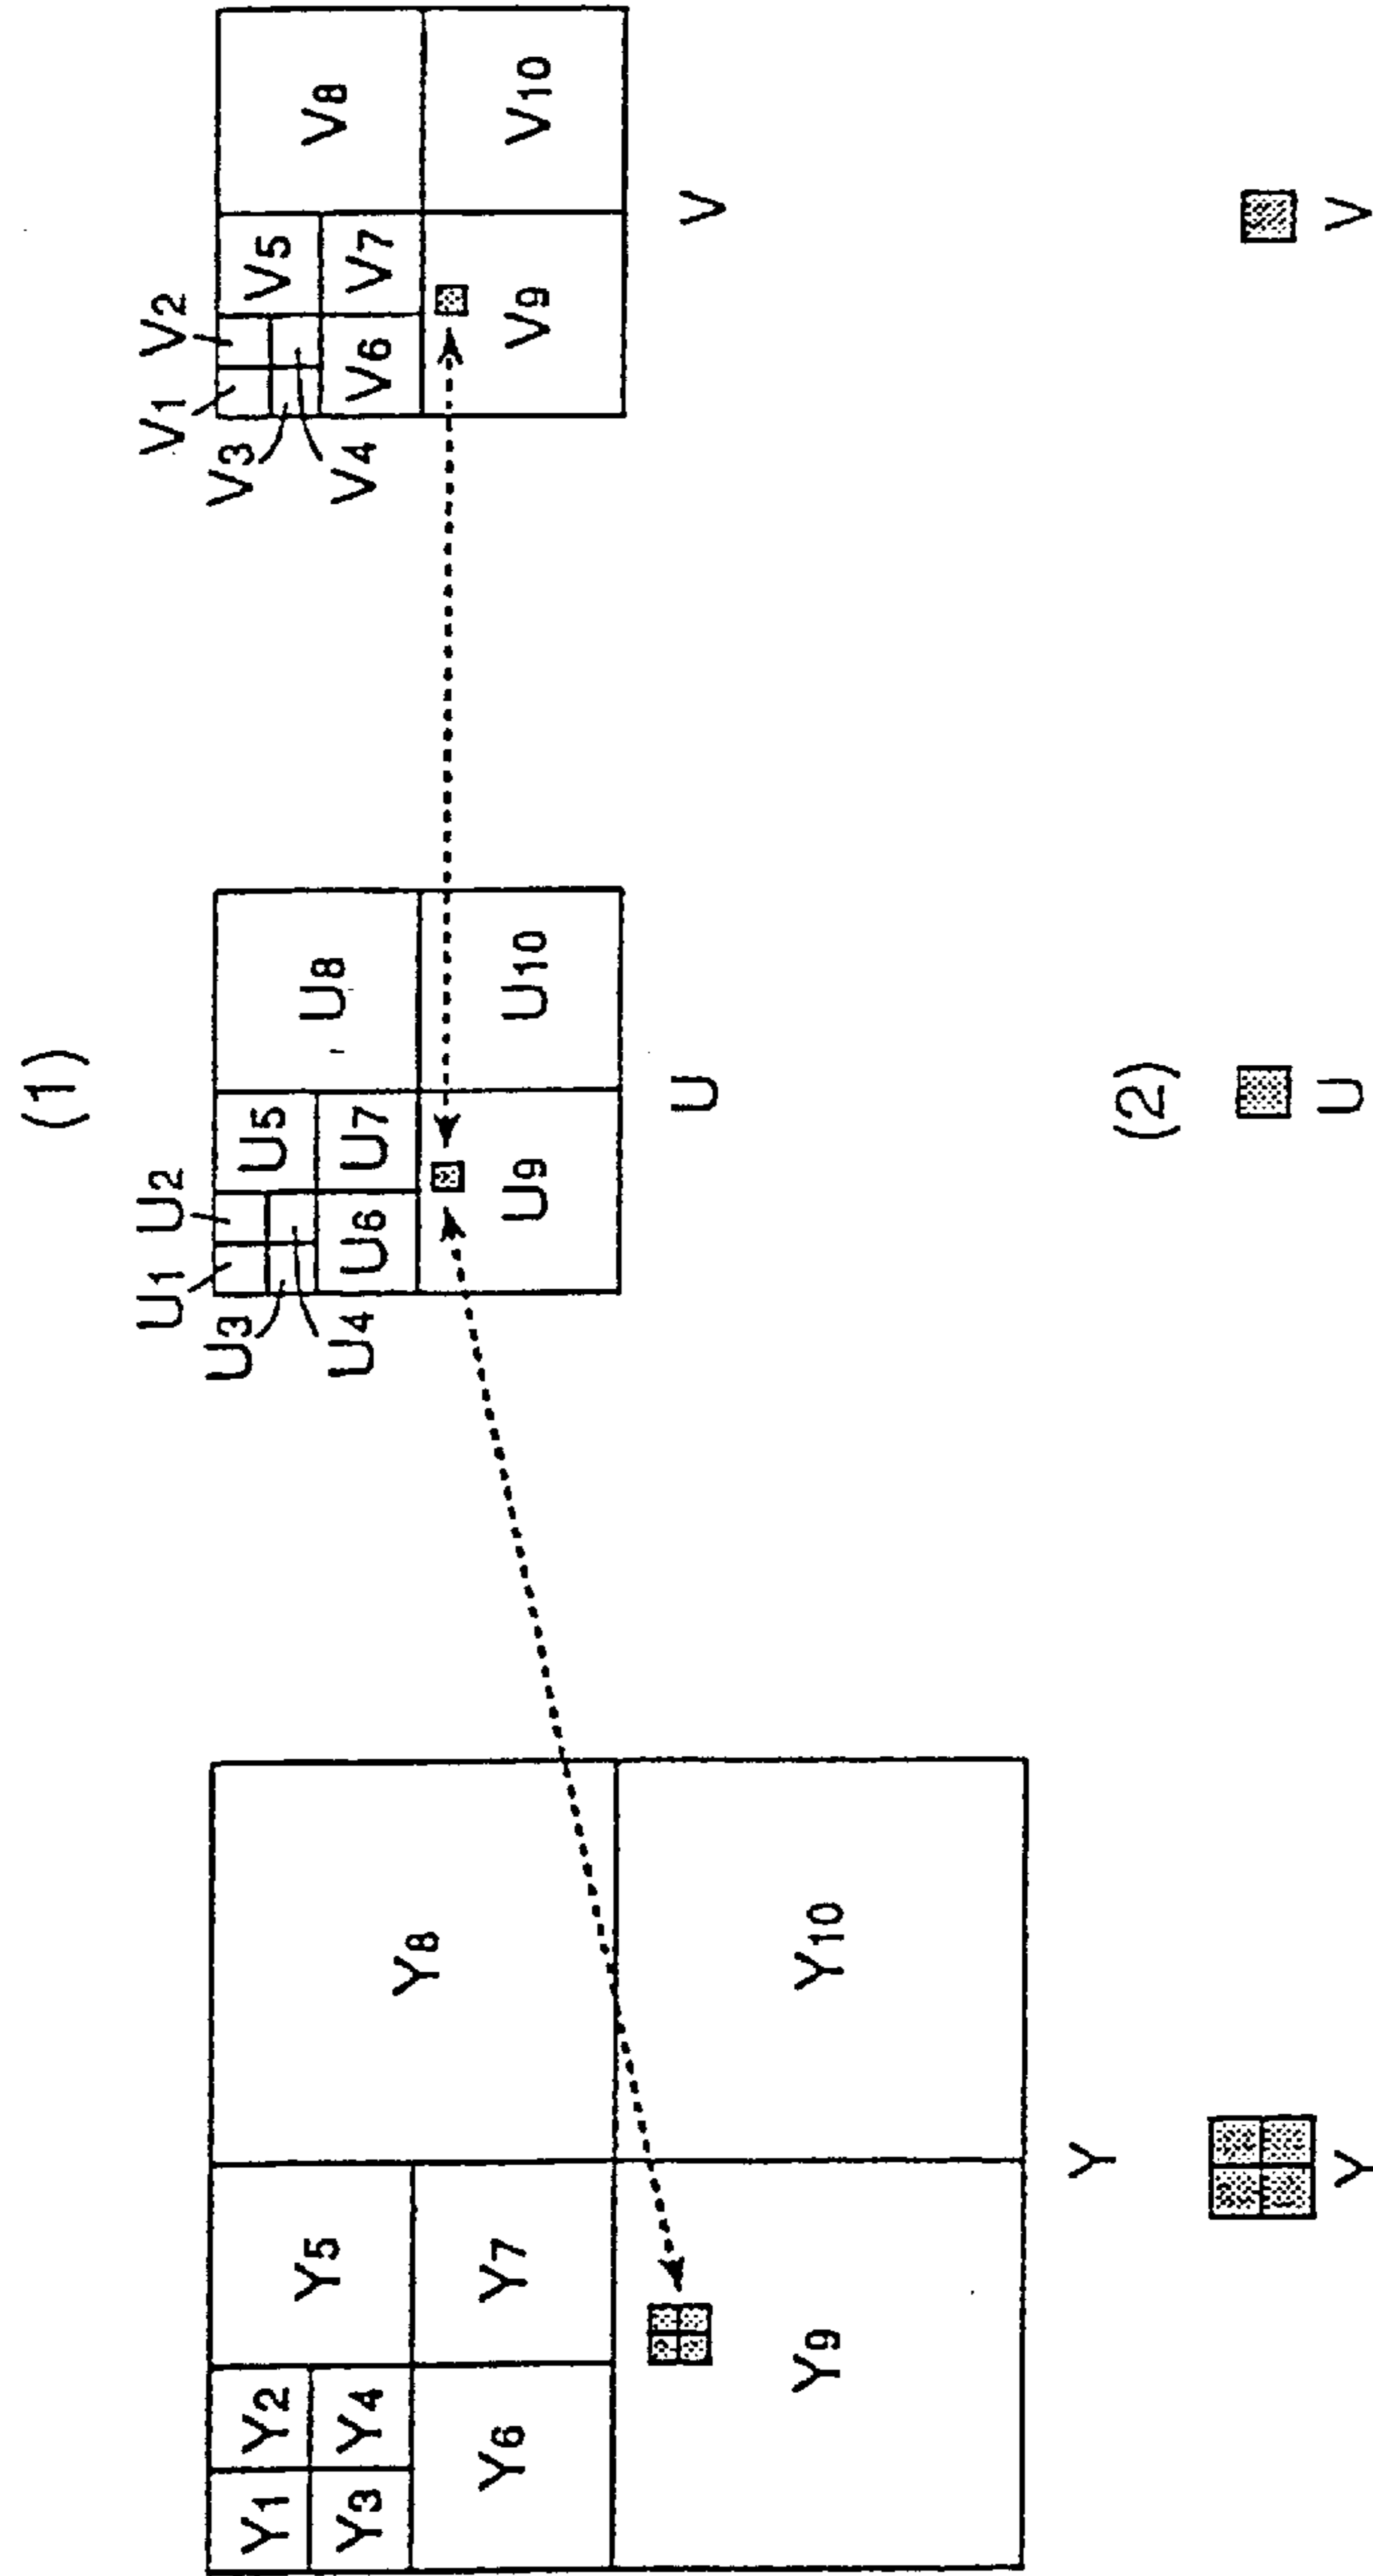 (1)
Y1 Y2 Y5 Y8
Y3 Y4
Y6 Y7
Y9 Y10
Y
U1 U2
U3 U5 U8
U4 U6 U7
U9 U10
U
V1 V2
V3 V5 V8
V4 V6 V7
V9 V10
V
(2)
Y U V